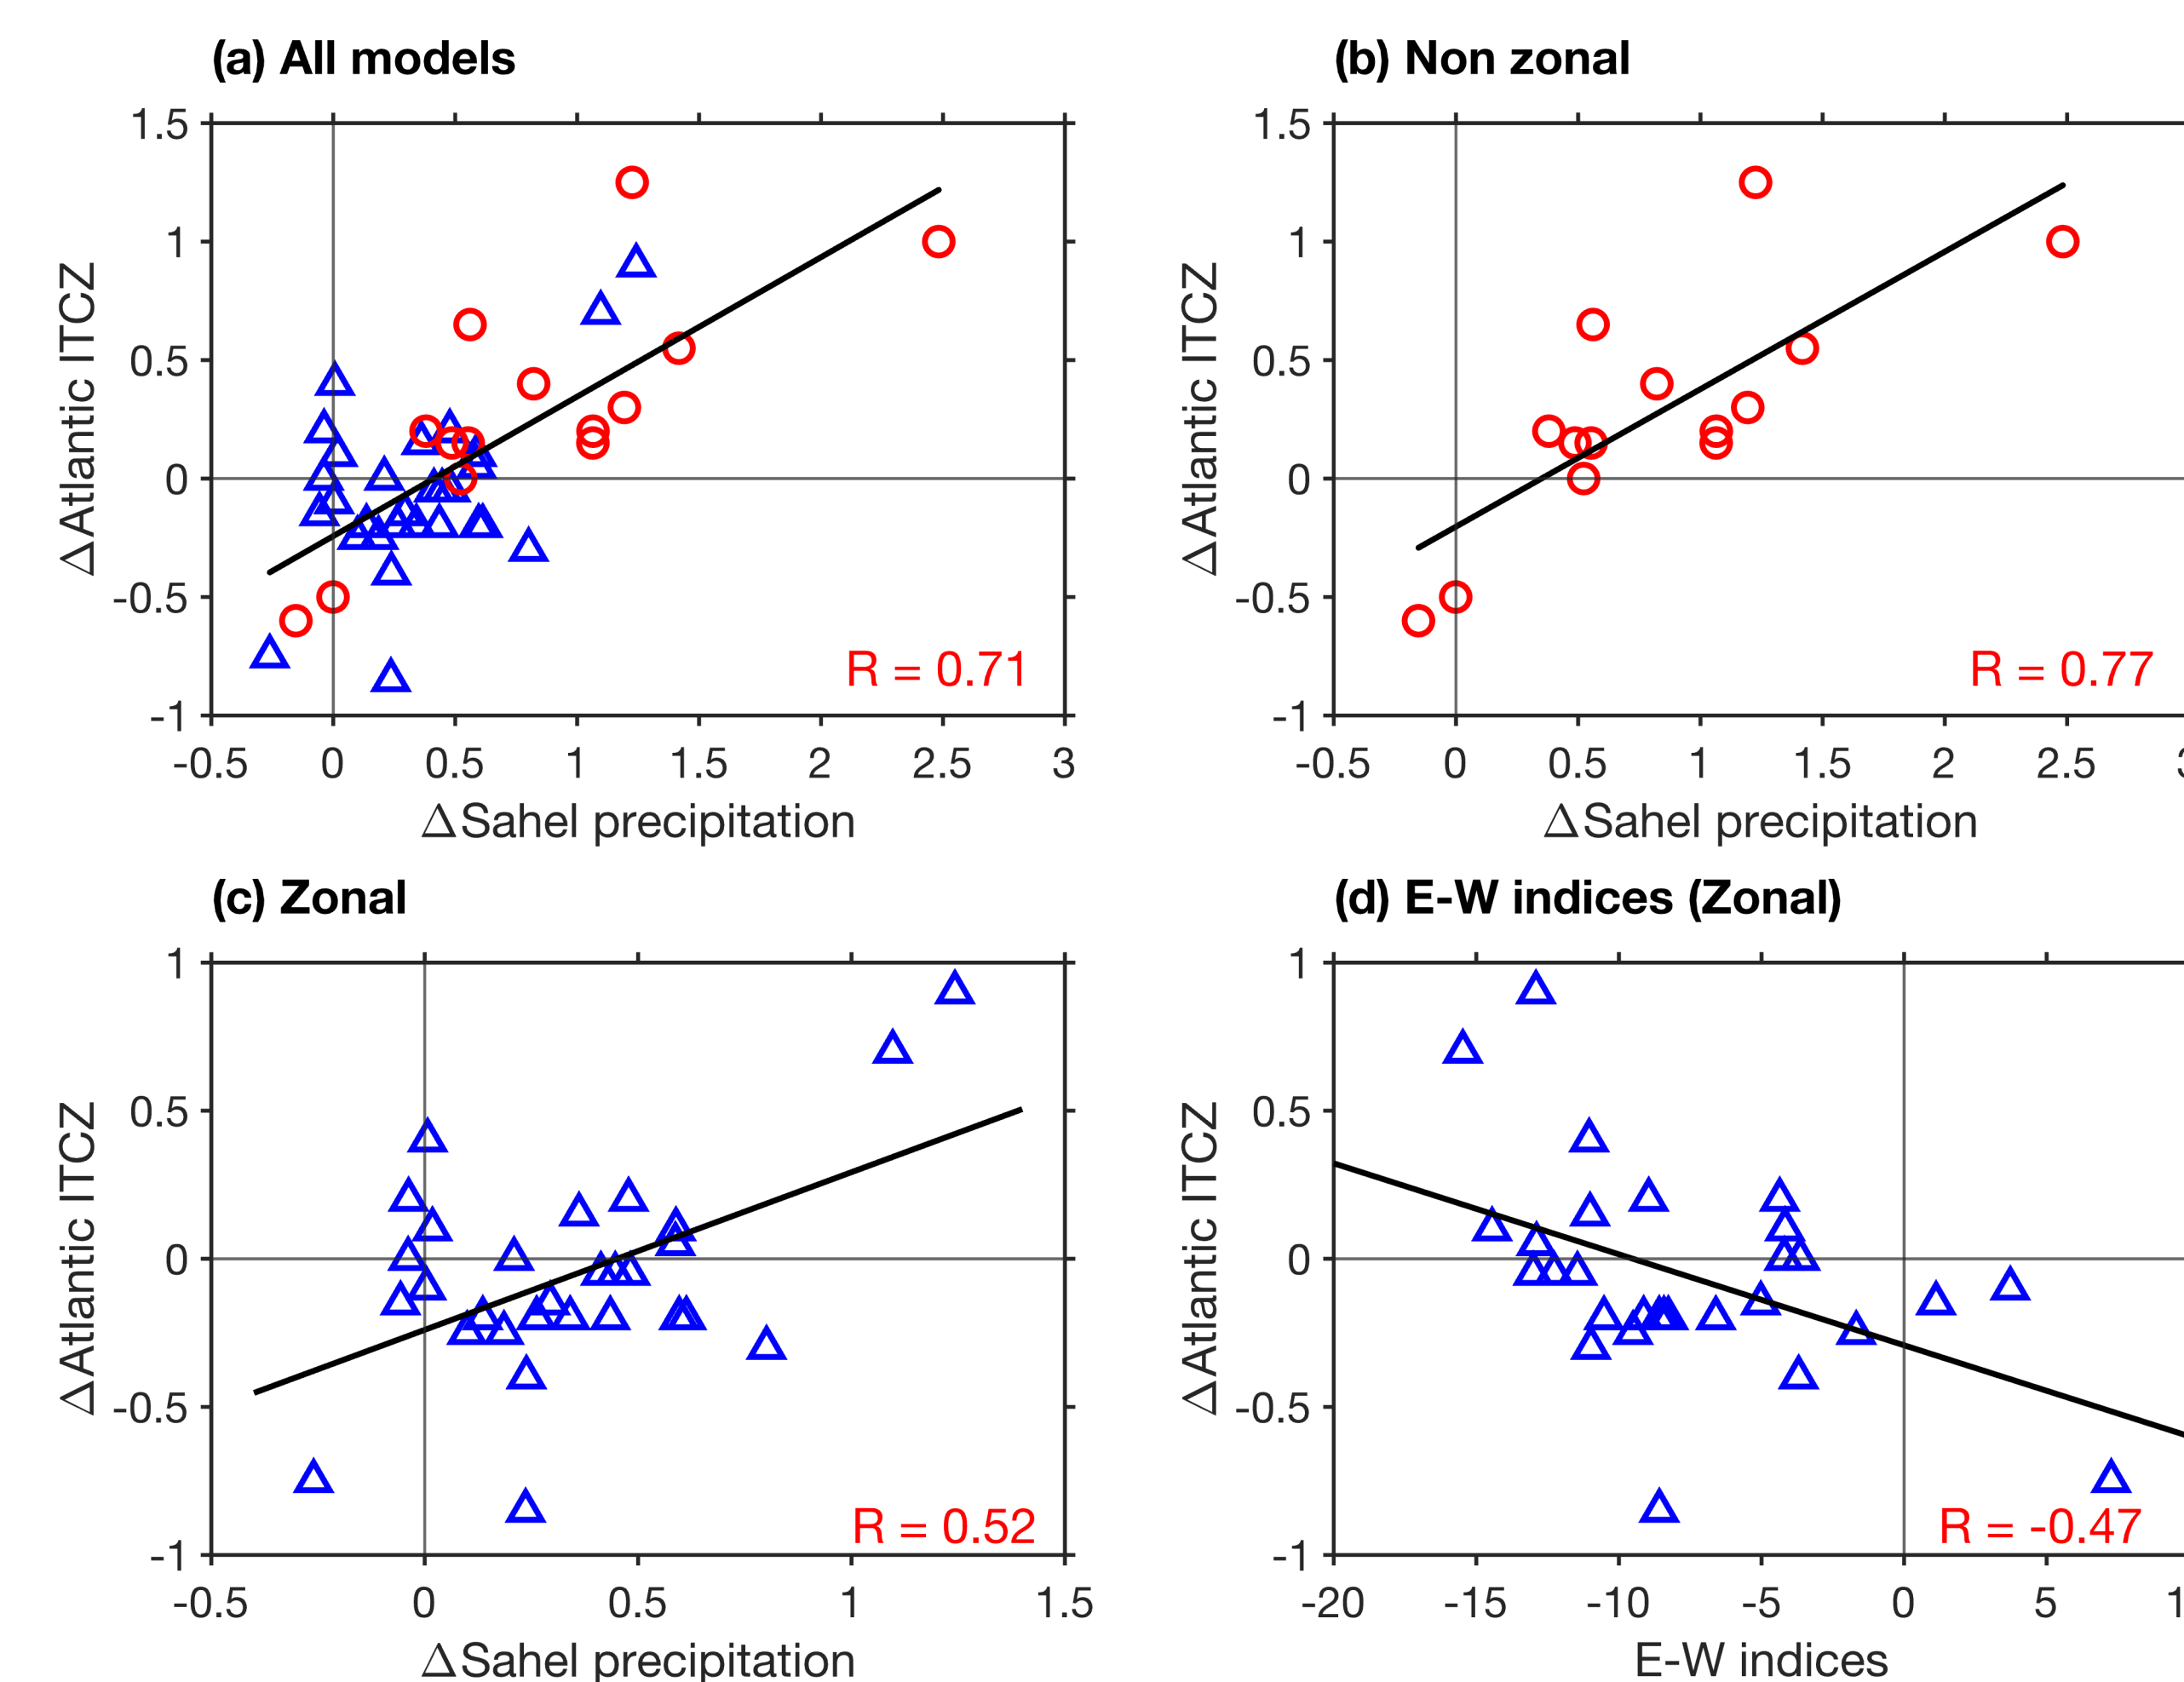 (a) All models
1.5
1
0.5
0
-0.5
-1
ΔAtlantic ITCZ
R = 0.71
-0.5 0 0.5 1 1.5 2 2.5 3
ΔSahel precipitation
(b) Non zonal
1.5
1
0.5
0
-0.5
-1
ΔAtlantic ITCZ
R = 0.77
-0.5 0 0.5 1 1.5 2 2.5
ΔSahel precipitation
(c) Zonal
1
0.5
0
-0.5
-1
ΔAtlantic ITCZ
R = 0.52
-0.5 0 0.5 1 1.5
ΔSahel precipitation
(d) E-W indices (Zonal)
1
0.5
0
-0.5
-1
ΔAtlantic ITCZ
R = -0.47
-20 -15 -10 -5 0 5
E-W indices